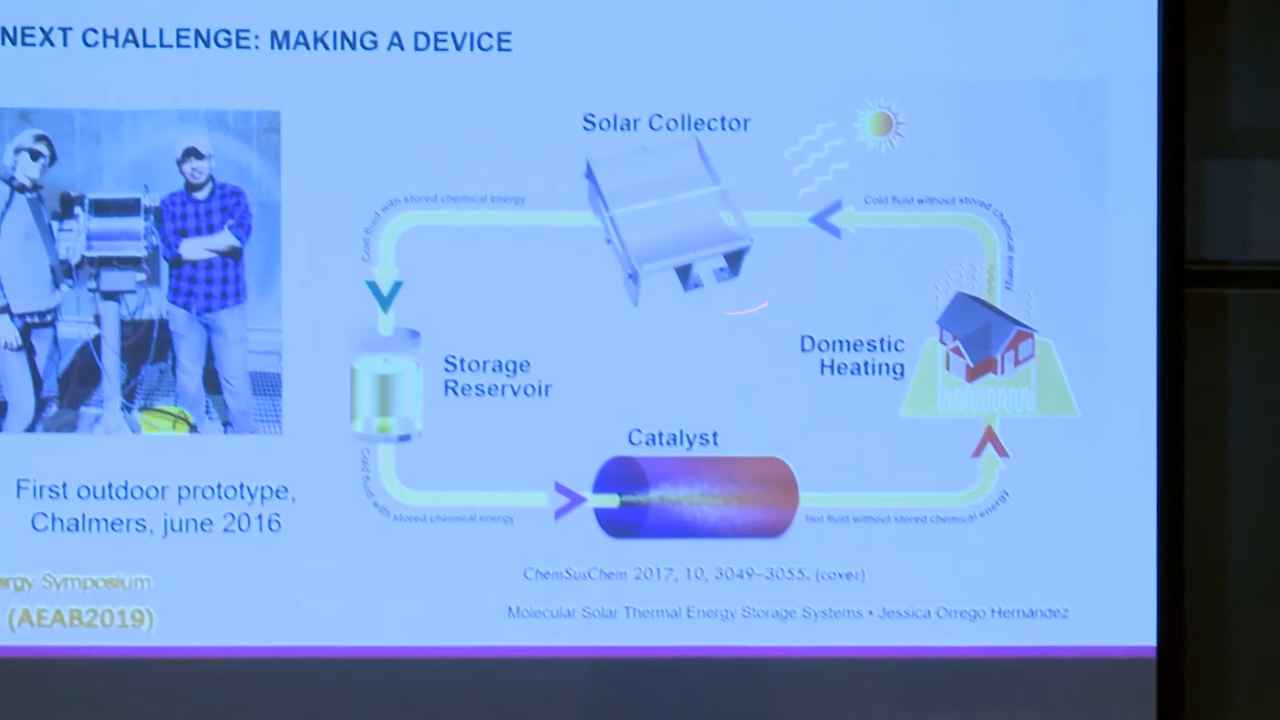 NEXT CHALLENGE: MAKING A DEVICE
Solar Collector
Cold fluid with stored chemical energy
Cold fluid without stored chemical energy
Storage
Reservoir
Domestic
Heating
Catalyst
Cold fluid with stored chemical energy
Hot fluid without stored chemical energy
First outdoor prototype,
Chalmers, june 2016
ChemSusChem 2017, 10, 3049–3055. (cover)
Symposium
(AEAB2019)
Molecular Solar Thermal Energy Storage Systems • Jessica Orrego Hernández